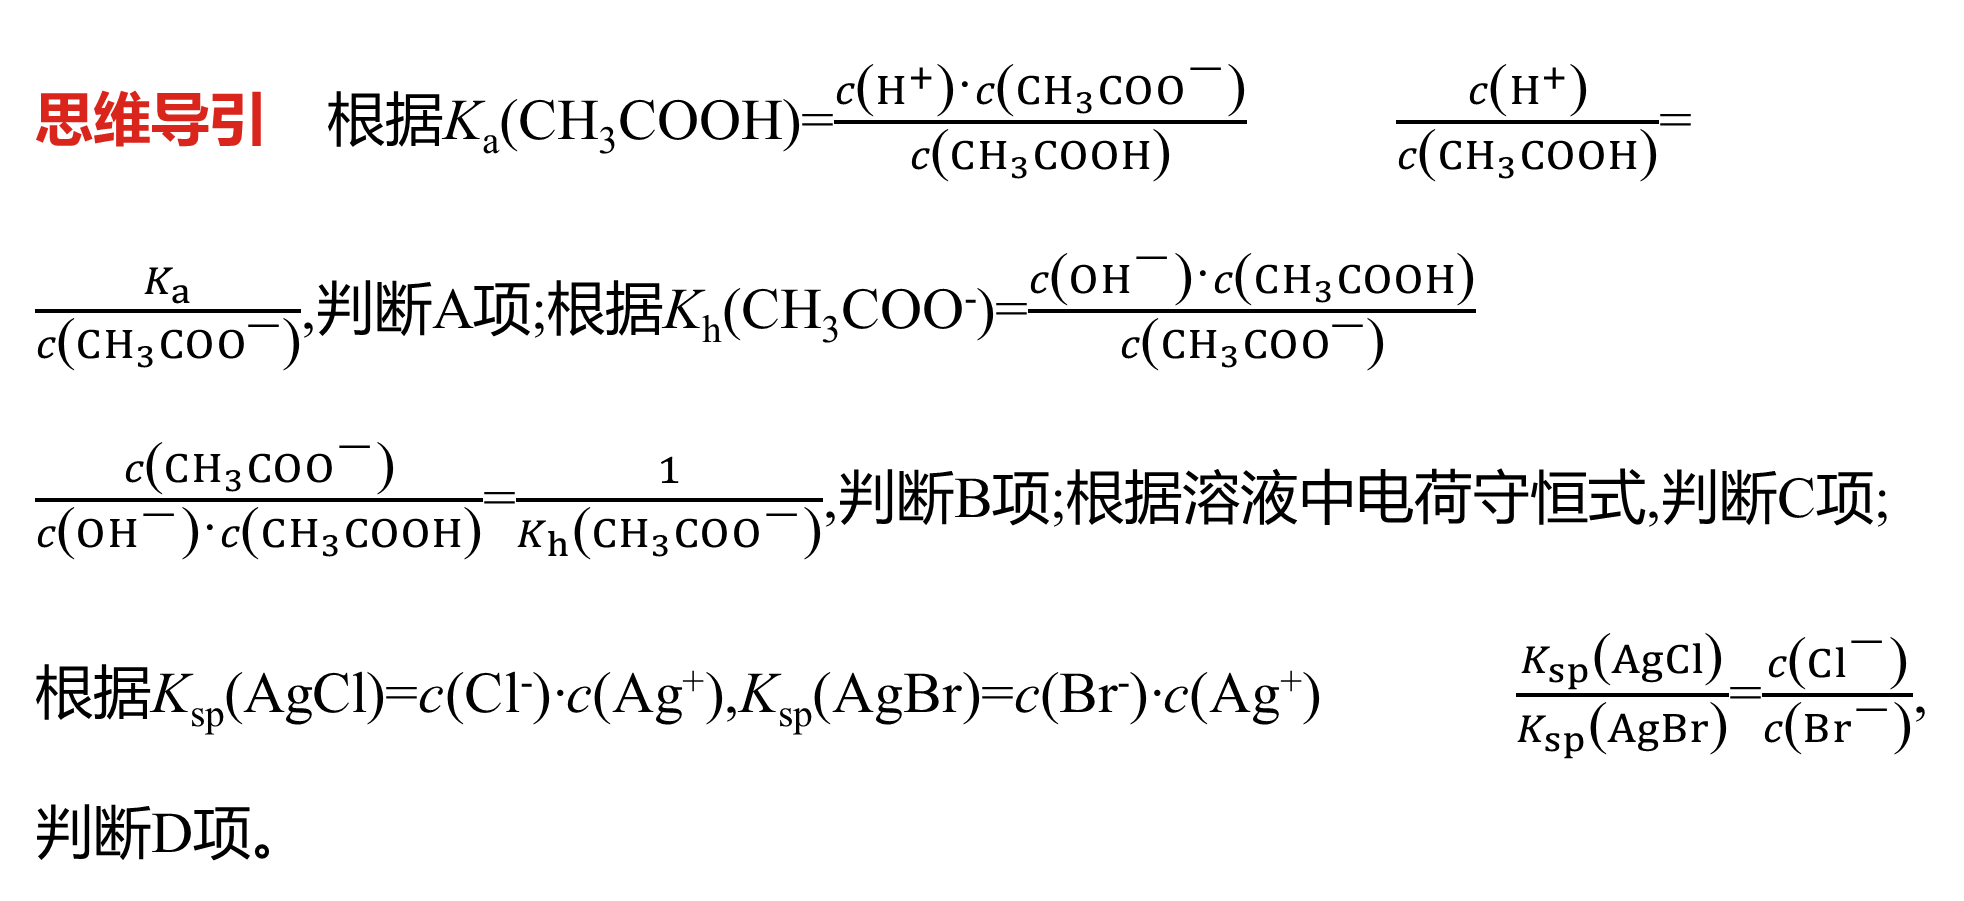 思维导引 根据Kₐ(CH₃COOH)=c(H⁺)·c(CH₃COO⁻)/c(CH₃COOH) c(H⁺)/c(CH₃COOH)=
Kₐ/c(CH₃COO⁻),判断A项;根据Kₕ(CH₃COO⁻)=c(OH⁻)·c(CH₃COOH)/c(CH₃COO⁻)
c(CH₃COO⁻)/c(OH⁻)·c(CH₃COOH)=1/Kₕ(CH₃COO⁻),判断B项;根据溶液中电荷守恒式,判断C项;
根据Kₛₚ(AgCl)=c(Cl⁻)·c(Ag⁺),Kₛₚ(AgBr)=c(Br⁻)·c(Ag⁺) Kₛₚ(AgCl)/Kₛₚ(AgBr)=c(Cl⁻)/c(Br⁻),
判断D项。